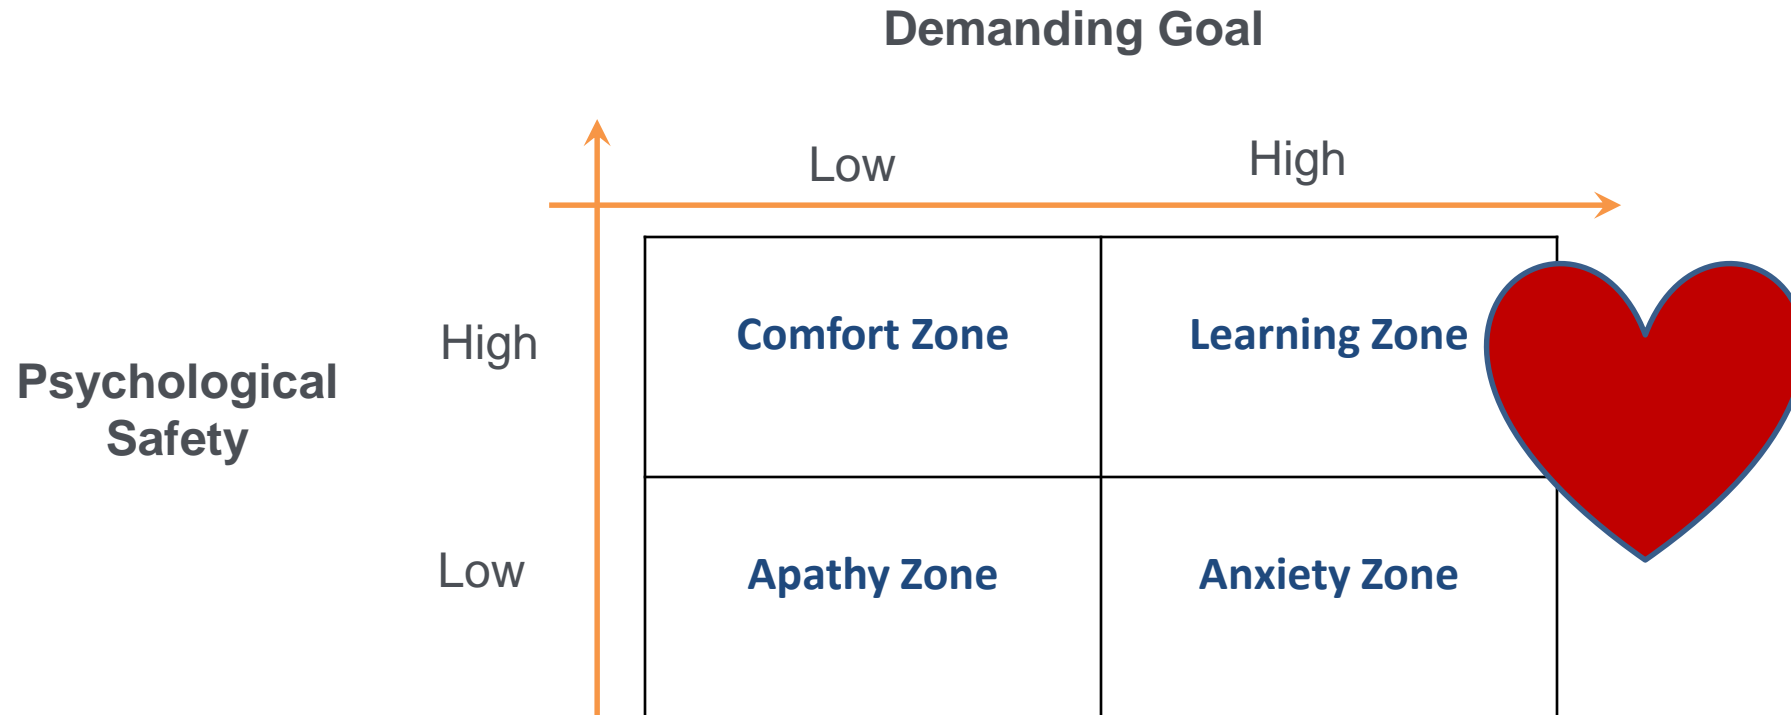 Demanding Goal
Low High
High Comfort Zone Learning Zone
Psychological
Safety
Low Apathy Zone Anxiety Zone